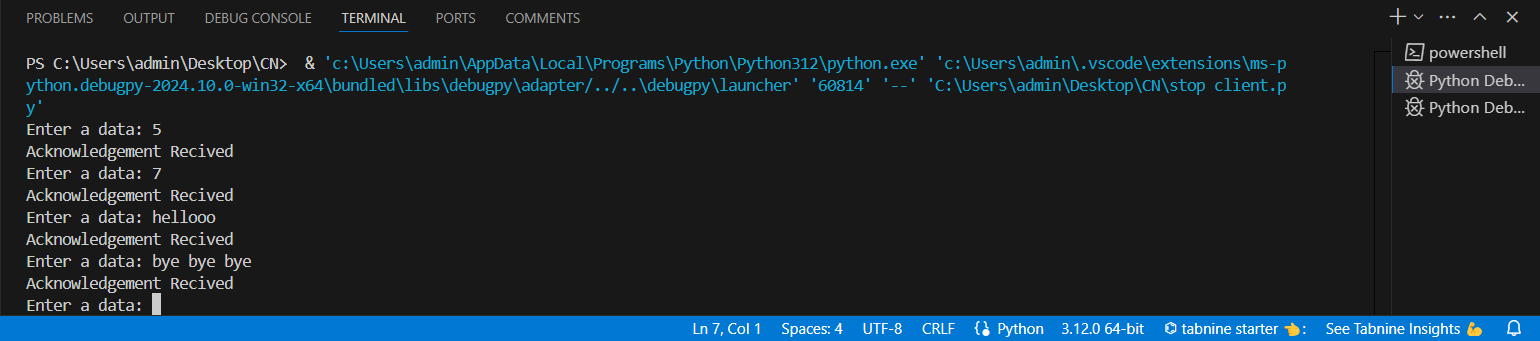 PROBLEMS OUTPUT DEBUG CONSOLE TERMINAL PORTS COMMENTS
PS C:\Users\admin\Desktop\CN>  & 'c:\Users\admin\AppData\Local\Programs\Python\Python312\python.exe' 'c:\Users\admin\.vscode\extensions\ms-p
ython.debugpy-2024.10.0-win32-x64\bundled\libs\debugpy\adapter/../..\debugpy\launcher' '60814' '--' 'C:\Users\admin\Desktop\CN\stop client.p
y'
Enter a data: 5
Acknowledgement Recived
Enter a data: 7
Acknowledgement Recived
Enter a data: hellooo
Acknowledgement Recived
Enter a data: bye bye bye
Acknowledgement Recived
Enter a data:
powershell
Python Deb...
Python Deb...
Ln 7, Col 1 Spaces: 4 UTF-8 CRLF Python 3.12.0 64-bit tabnine starter 👈: See Tabnine Insights 💪